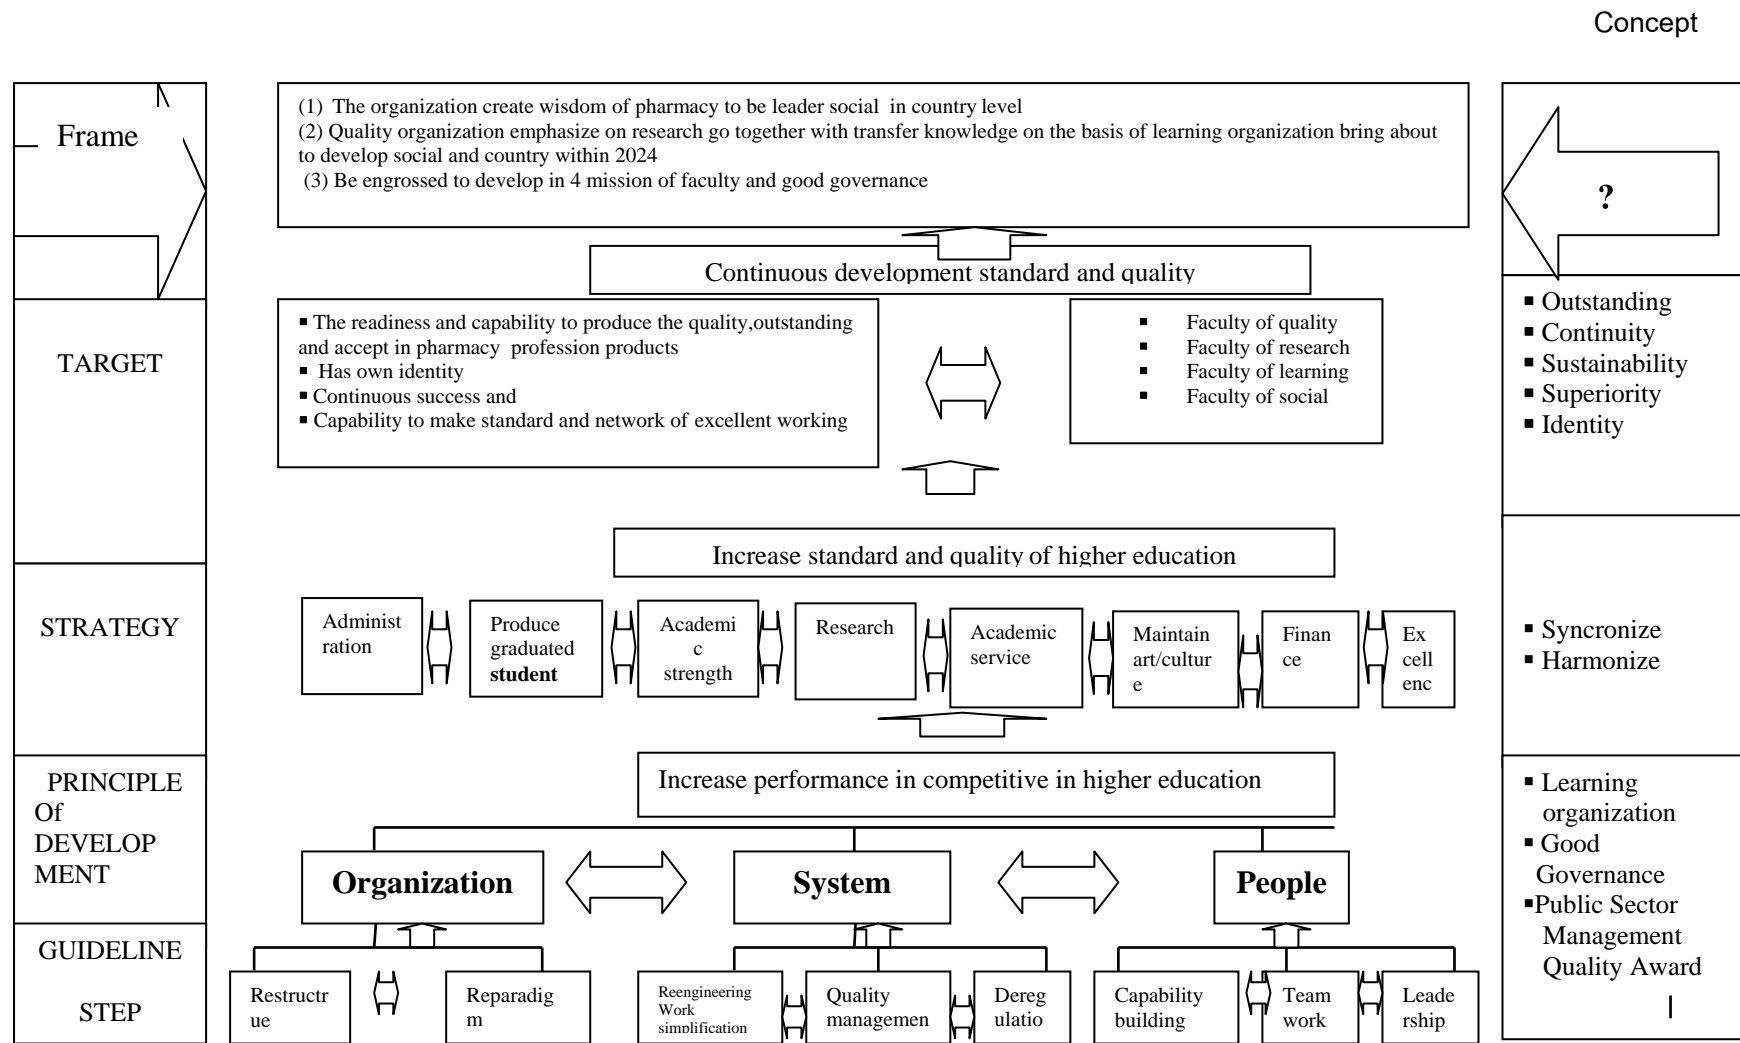 Concept
Frame
(1) The organization create wisdom of pharmacy to be leader social in country level
(2) Quality organization emphasize on research go together with transfer knowledge on the basis of learning organization bring about
to develop social and country within 2024
(3) Be engrossed to develop in 4 mission of faculty and good governance
?
Continuous development standard and quality
TARGET
▪ The readiness and capability to produce the quality,outstanding
and accept in pharmacy profession products
▪ Has own identity
▪ Continuous success and
▪ Capability to make standard and network of excellent working
▪ Faculty of quality
▪ Faculty of research
▪ Faculty of learning
▪ Faculty of social
▪ Outstanding
▪ Continuity
▪ Sustainability
▪ Superiority
▪ Identity
Increase standard and quality of higher education
STRATEGY
Administ
ration
Produce
graduated
student
Academi
c
strength
Research
Academic
service
Maintain
art/cultur
e
Finan
ce
Ex
cell
enc
▪ Syncronize
▪ Harmonize
PRINCIPLE
Of
DEVELOP
MENT
Increase performance in competitive in higher education
Organization
System
People
▪ Learning
organization
▪ Good
Governance
▪Public Sector
Management
Quality Award
GUIDELINE
STEP
Restructr
ue
Reparadig
m
Reengineering
Work
simplification
Quality
managemen
Dereg
ulatio
Capability
building
Team
work
Leade
rship